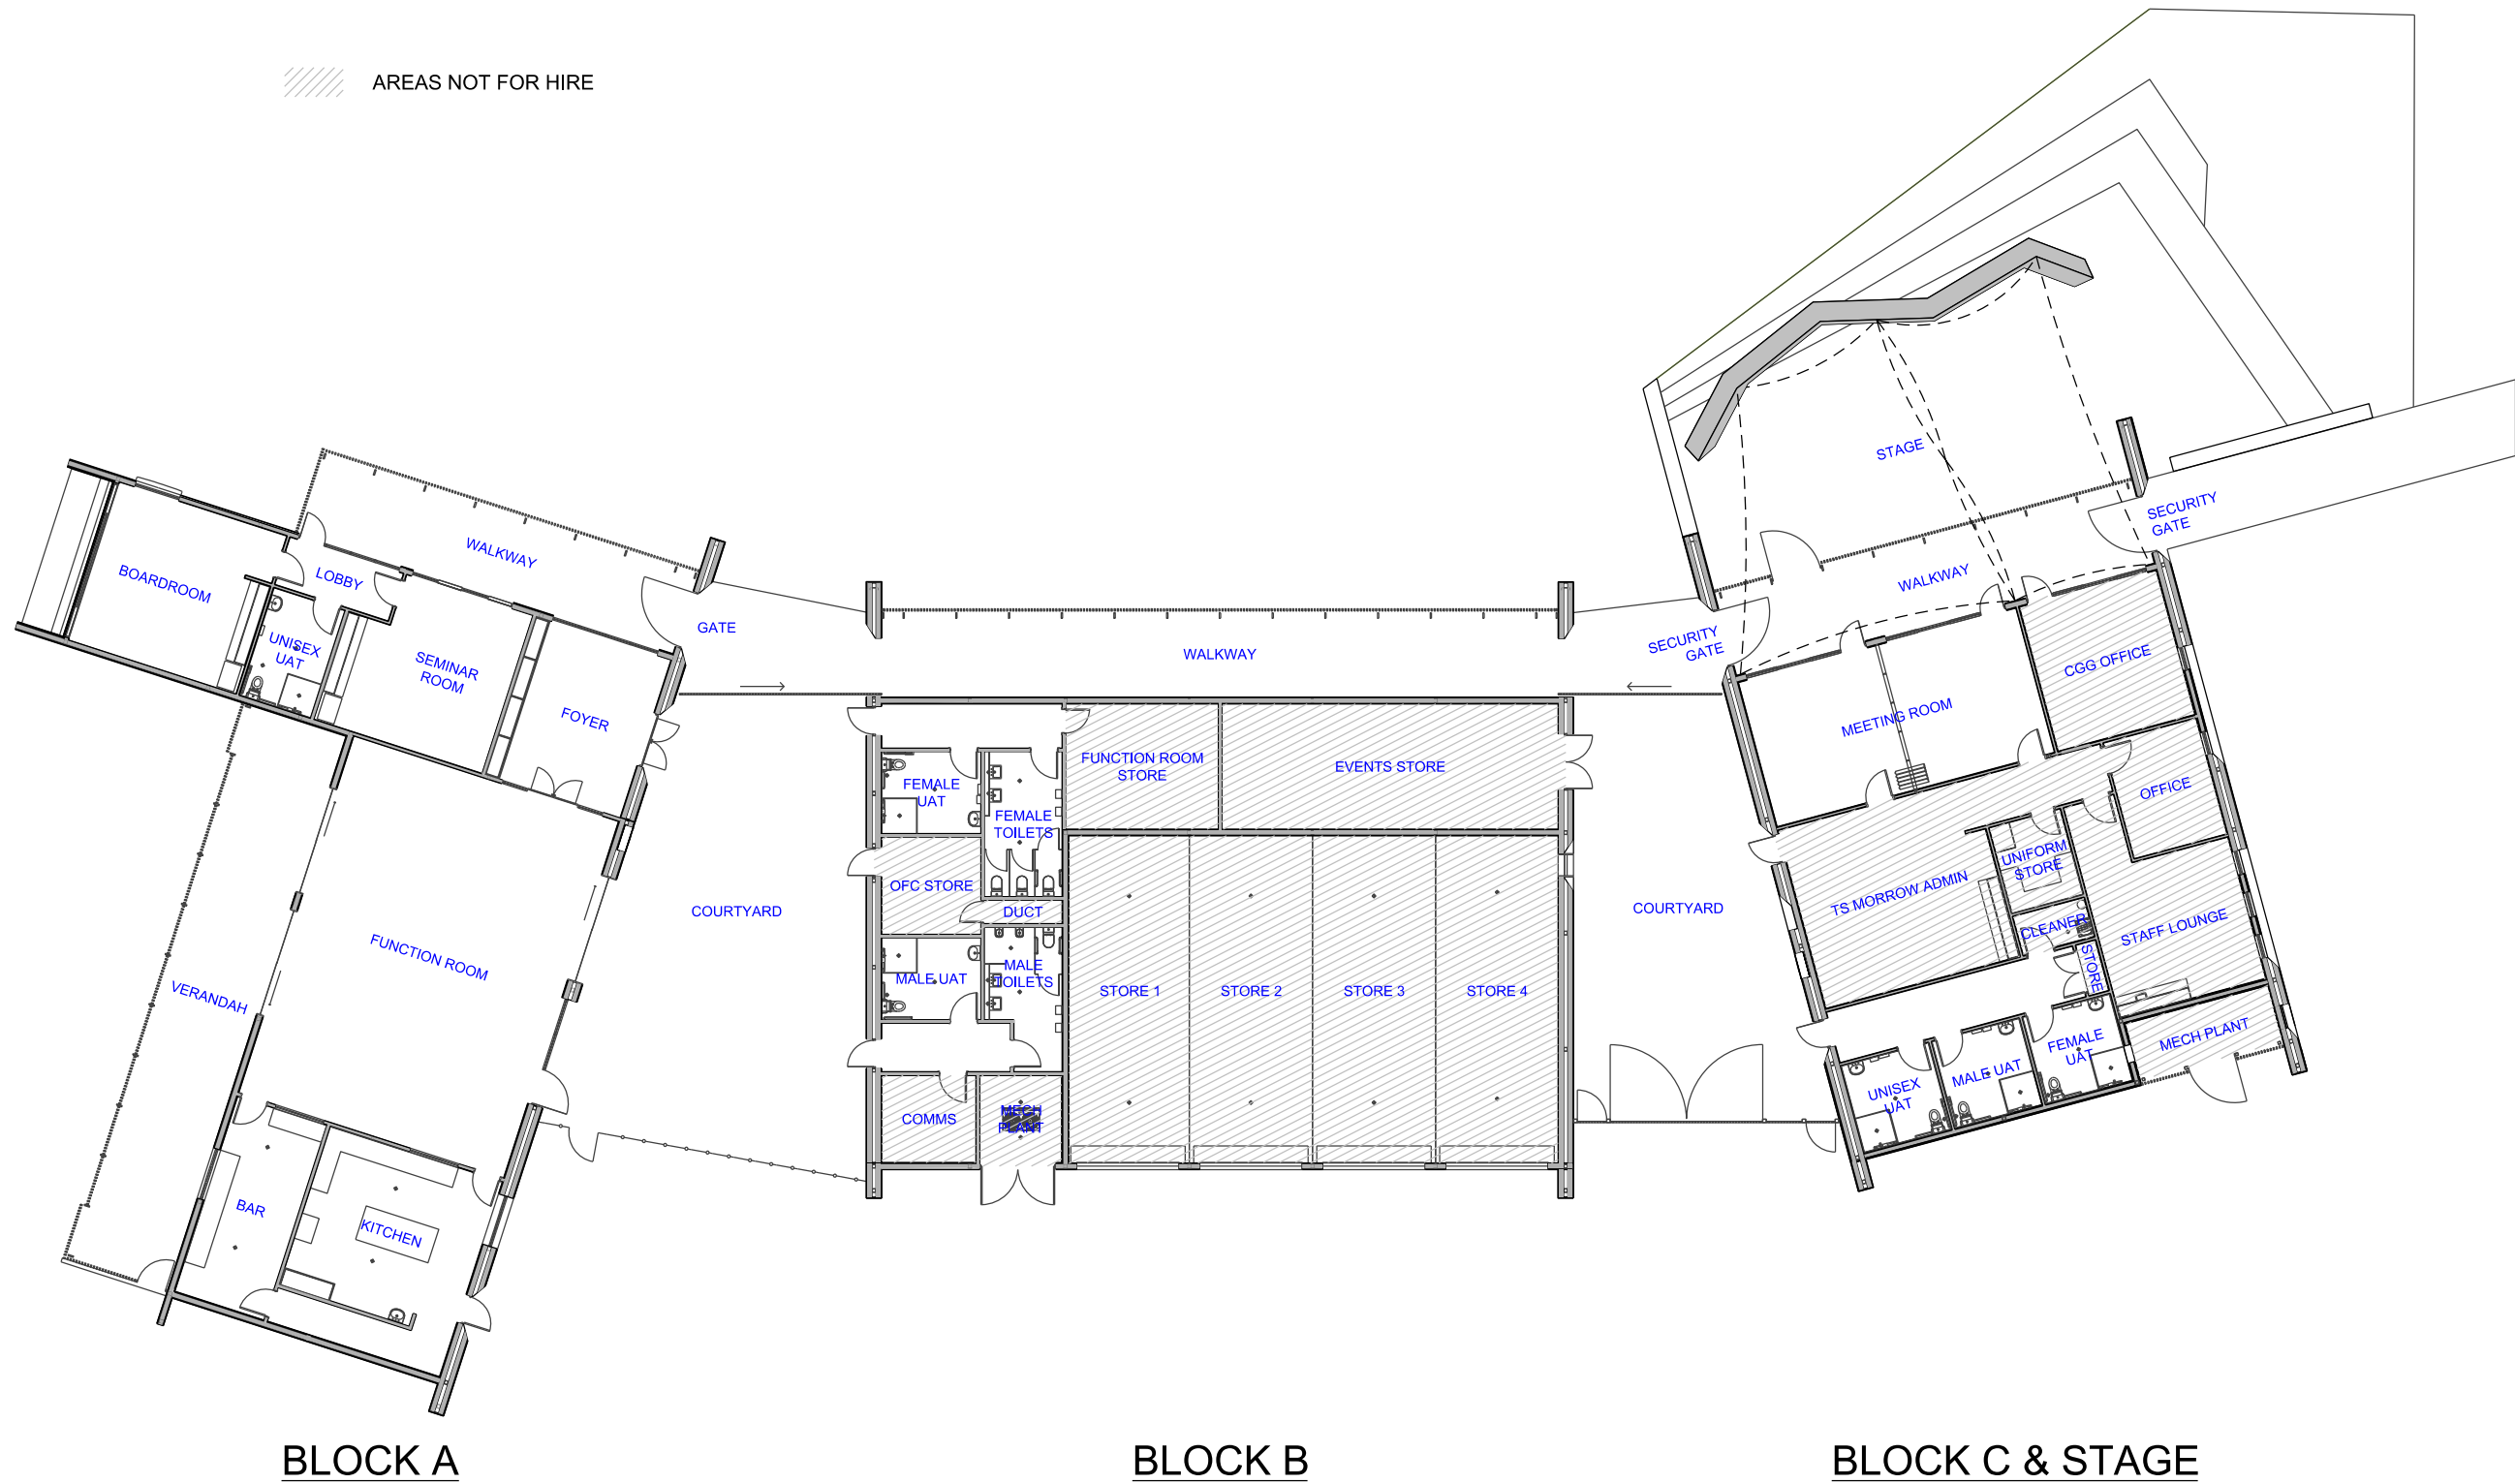 AREAS NOT FOR HIRE
BOARDROOM
LOBBY
WALKWAY
UNISEX
UAT
SEMINAR
ROOM
FOYER
GATE
VERANDAH
FUNCTION ROOM
BAR
KITCHEN
COURTYARD
WALKWAY
FEMALE
UAT
FEMALE
TOILETS
FUNCTION ROOM
STORE
EVENTS STORE
OFC STORE
DUCT
MALE UAT
MALE
TOILETS
STORE 1
STORE 2
STORE 3
STORE 4
COMMS
MECH
PLANT
COURTYARD
STAGE
SECURITY
GATE
WALKWAY
SECURITY
GATE
CGG OFFICE
MEETING ROOM
OFFICE
UNIFORM
STORE
TS MORROW ADMIN
CLEANER
STAFF LOUNGE
STORE
MECH PLANT
FEMALE
UAT
MALE UAT
UNISEX
UAT
BLOCK A
BLOCK B
BLOCK C & STAGE